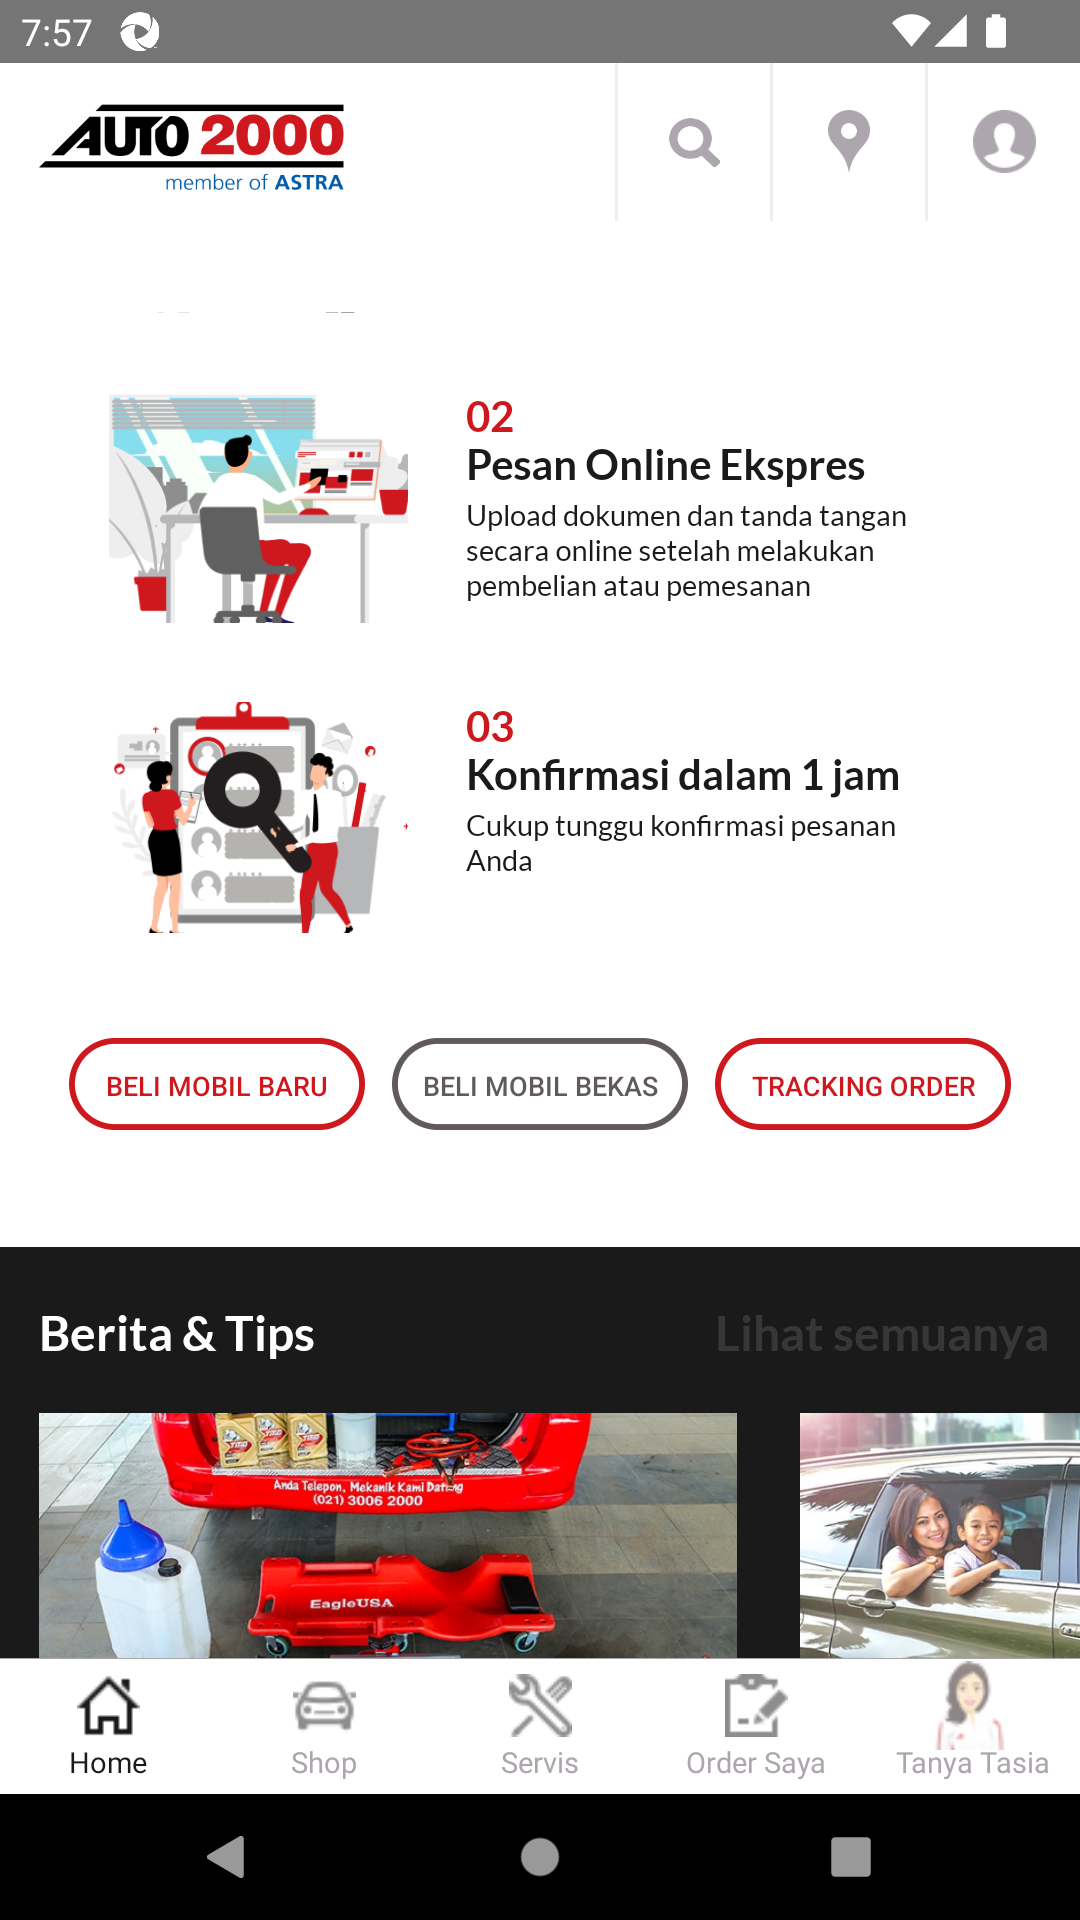 7:57
AUTO 2000
member of ASTRA
02
Pesan Online Ekspres
Upload dokumen dan tanda tangan
secara online setelah melakukan
pembelian atau pemesanan
03
Konfirmasi dalam 1 jam
Cukup tunggu konfirmasi pesanan
Anda
BELI MOBIL BARU
BELI MOBIL BEKAS
TRACKING ORDER
Berita & Tips
Lihat semuanya
Anda Telepon, Mekanik Kami Datang
(021) 3006 2000
EagleUSA
Home
Shop
Servis
Order Saya
Tanya Tasia